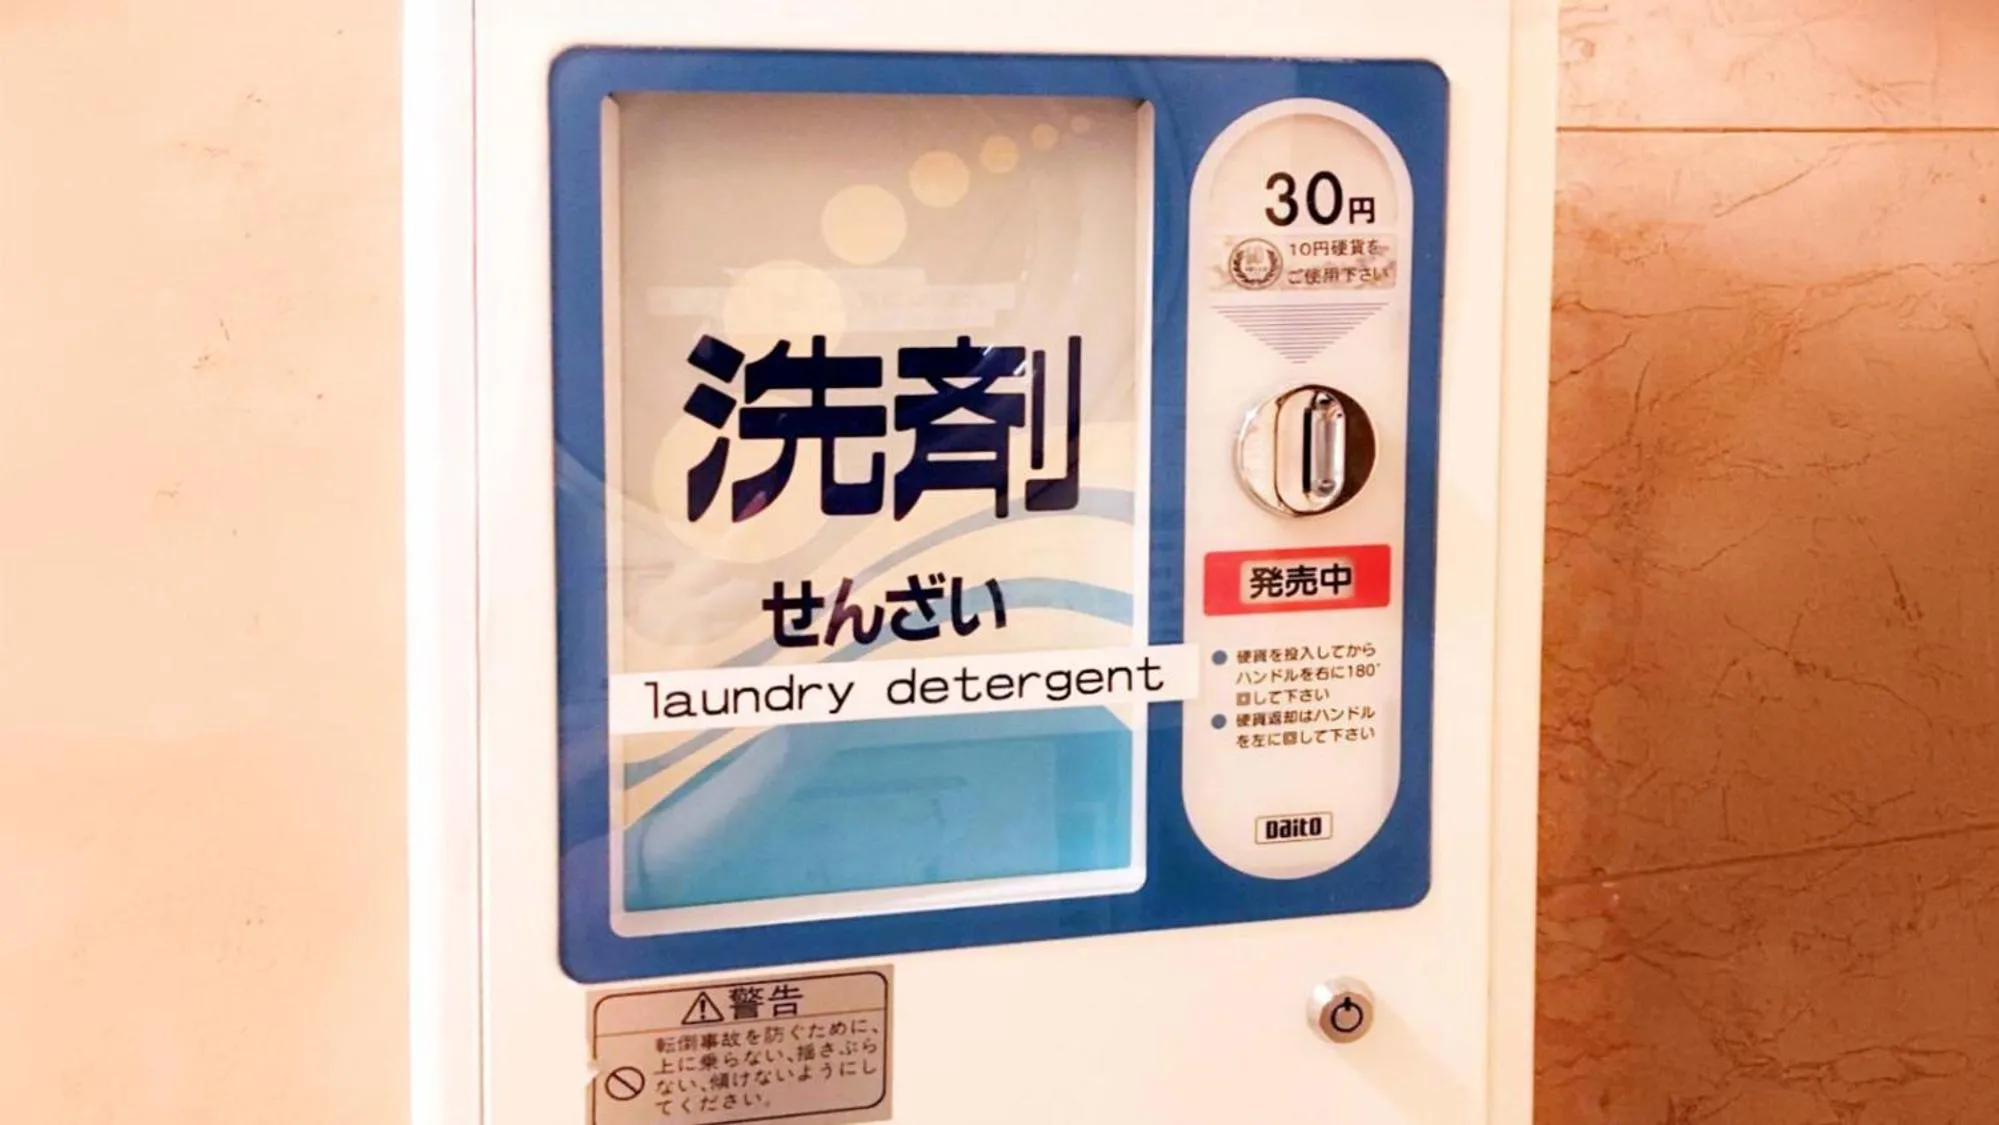 洗剤
せんざい
laundry detergent
30円
10円硬貨を
ご使用下さい
発売中
硬貨を投入してから
ハンドルを右に180°
回して下さい
硬貨返却はハンドル
を左に回して下さい
Daito
警告
転倒事故を防ぐために、
上に乗らない、揺さぶら
ない、傾けないようにし
てください。